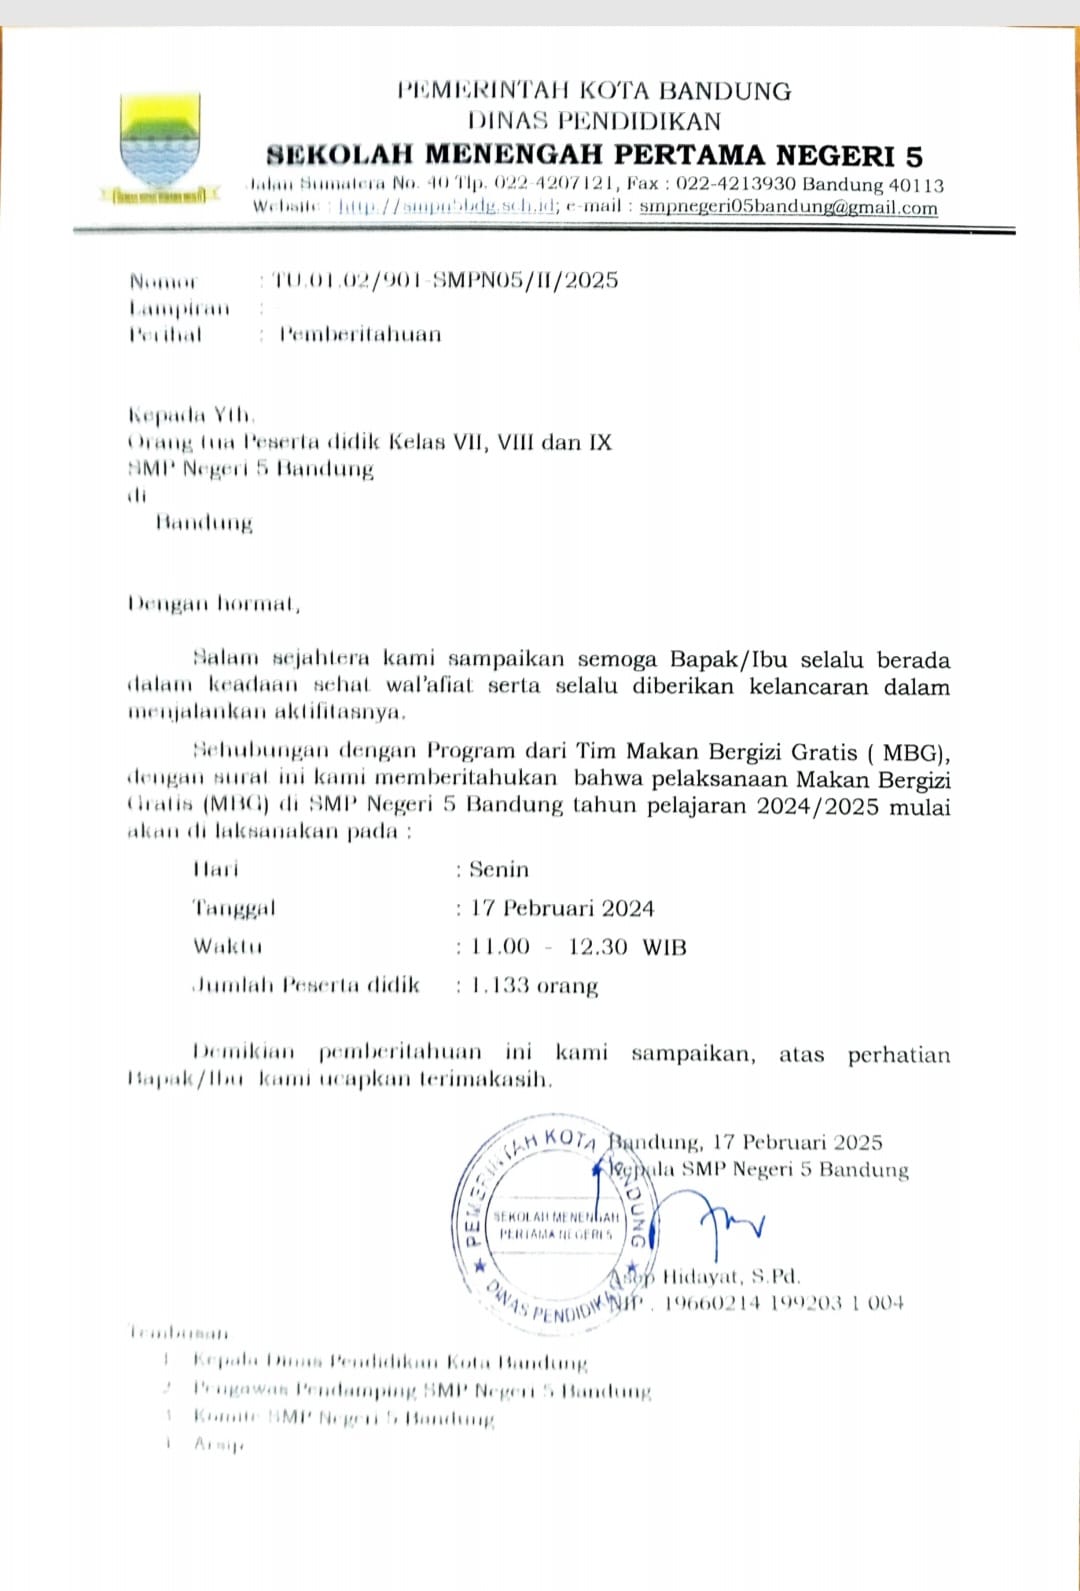 PEMERINTAH KOTA BANDUNG
DINAS PENDIDIKAN
SEKOLAH MENENGAH PERTAMA NEGERI 5
Jalan Sumatera No. 40 Tlp. 022-4207121, Fax : 022-4213930 Bandung 40113
Website : http://smpn5bdg.sch.id; e-mail : smpnegeri05bandung@gmail.com
Nomor : TU.01.02/901-SMPN05/II/2025
Lampiran :
Perihal : Pemberitahuan
Kepada Yth.
Orang tua Peserta didik Kelas VII, VIII dan IX
SMP Negeri 5 Bandung
di
Bandung
Dengan hormat,
Salam sejahtera kami sampaikan semoga Bapak/Ibu selalu berada
dalam keadaan sehat wal'afiat serta selalu diberikan kelancaran dalam
menjalankan aktifitasnya.
Sehubungan dengan Program dari Tim Makan Bergizi Gratis ( MBG),
dengan surat ini kami memberitahukan bahwa pelaksanaan Makan Bergizi
Gratis (MBG) di SMP Negeri 5 Bandung tahun pelajaran 2024/2025 mulai
akan di laksanakan pada :
Hari : Senin
Tanggal : 17 Pebruari 2024
Waktu : 11.00 - 12.30 WIB
Jumlah Peserta didik : 1.133 orang
Demikian pemberitahuan ini kami sampaikan, atas perhatian
Bapak/Ibu kami ucapkan terimakasih.
Bandung, 17 Pebruari 2025
Kepala SMP Negeri 5 Bandung
PEMERINTAH KOTA BANDUNG
SEKOLAH MENENGAH
PERTAMA NEGERI 5
★ DINAS PENDIDIKAN ★
Asep Hidayat, S.Pd.
NIP . 19660214 199203 1 004
Tembusan
1 Kepala Dinas Pendidikan Kota Bandung
2 Pengawas Pendamping SMP Negeri 5 Bandung
3 Komite SMP Negeri 5 Bandung
4 Arsip